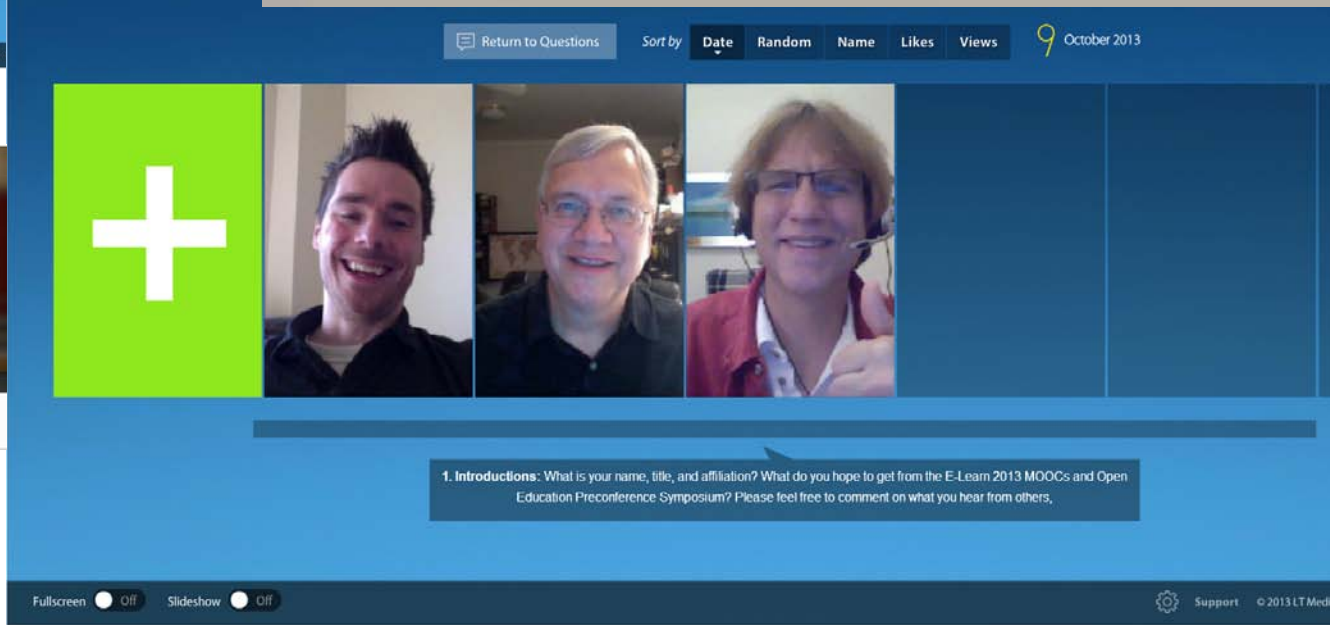 Return to Questions Sort by Date Random Name Likes Views 9 October 2013
1. Introductions: What is your name, title, and affiliation? What do you hope to get from the E-Learn 2013 MOOCs and Open
Education Preconference Symposium? Please feel free to comment on what you hear from others,
Fullscreen Off Slideshow Off Support © 2013 LT Medi